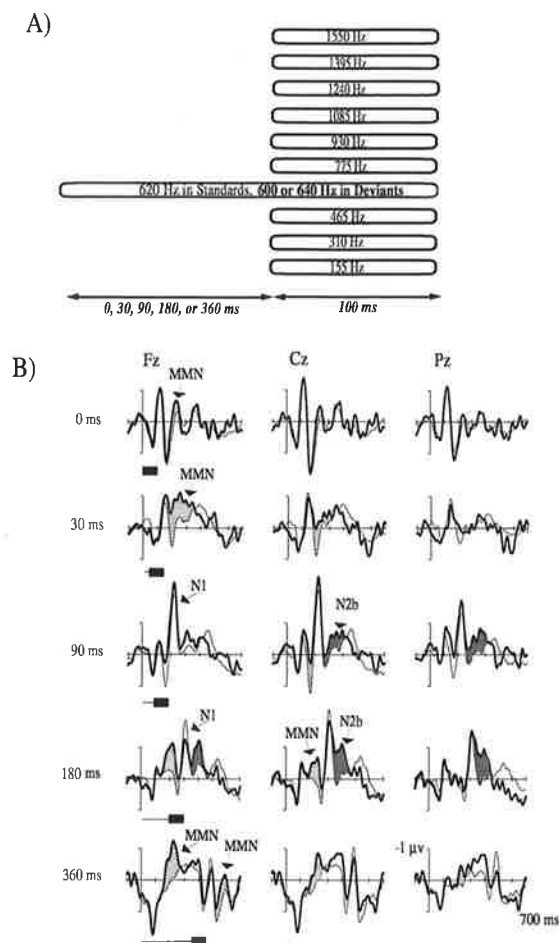 A)
1550 Hz
1395 Hz
1240 Hz
1085 Hz
930 Hz
775 Hz
620 Hz in Standards, 600 or 640 Hz in Deviants
465 Hz
310 Hz
155 Hz
0, 30, 90, 180, or 360 ms 100 ms
B)
Fz Cz Pz
MMN
0 ms
MMN
30 ms
N1 N2b
90 ms
N1 MMN N2b
180 ms
MMN MMN -1 μv
360 ms
700 ms